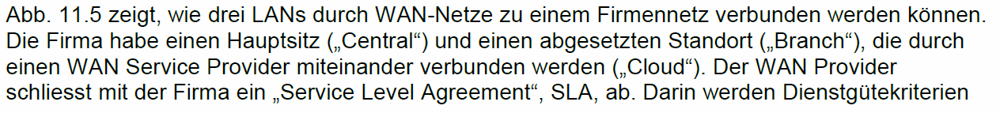 Abb. 11.5 zeigt, wie drei LANs durch WAN-Netze zu einem Firmennetz verbunden werden können.
Die Firma habe einen Hauptsitz („Central“) und einen abgesetzten Standort („Branch“), die durch
einen WAN Service Provider miteinander verbunden werden („Cloud“). Der WAN Provider
schliesst mit der Firma ein „Service Level Agreement“, SLA, ab. Darin werden Dienstgütekriterien